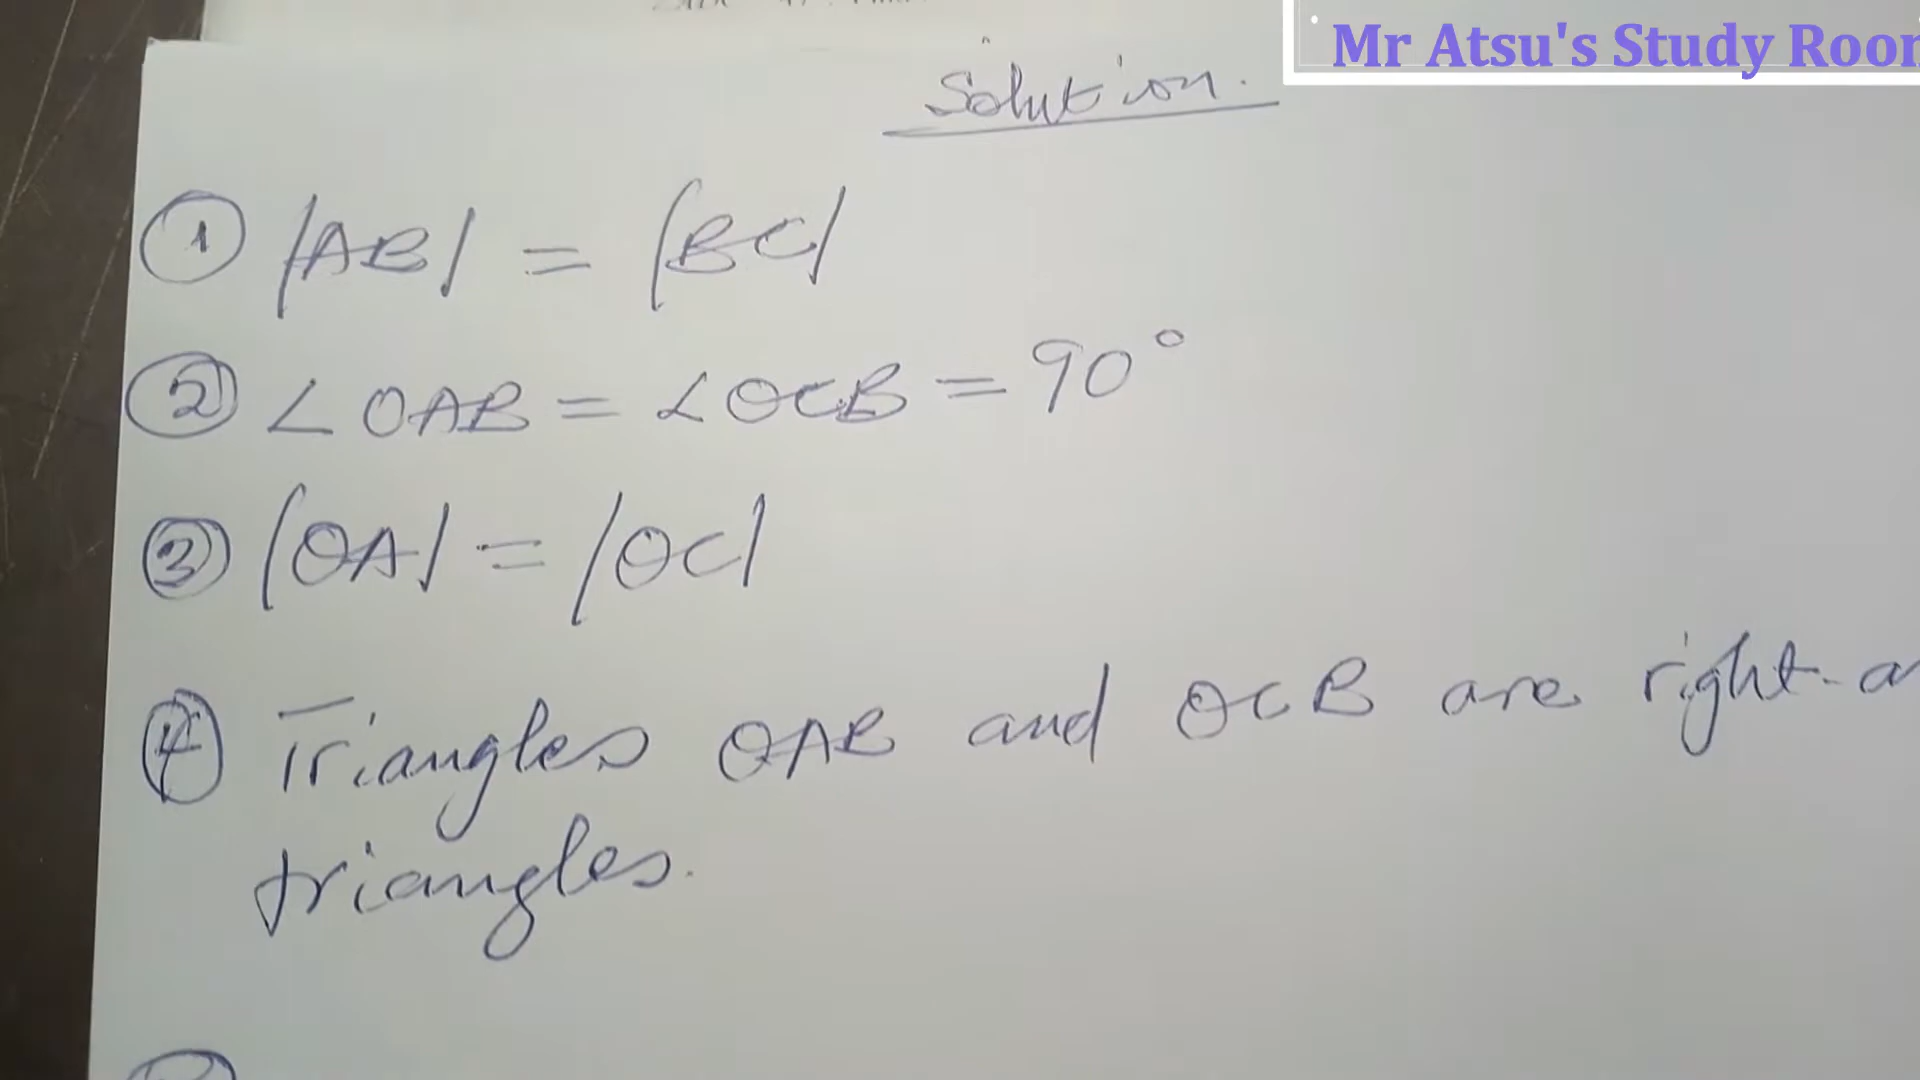 Mr Atsu's Study Room
Solution.
① |AB| = |BC|
② ∠OAB = ∠OCB = 90°
③ |OA| = |OC|
④ Triangles OAB and OCB are right-a
triangles.